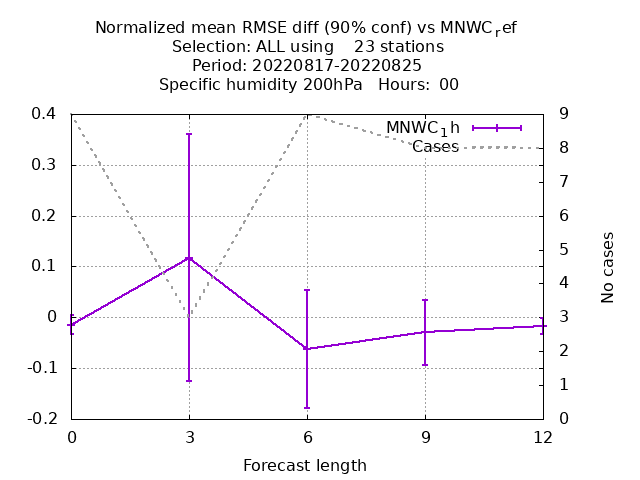 Normalized mean RMSE diff (90% conf) vs MNWC_ref
Selection: ALL using    23 stations
Period: 20220817-20220825
Specific humidity 200hPa   Hours: 00
MNWC_1h
Cases
0.4
0.3
0.2
0.1
0
-0.1
-0.2
9
8
7
6
5
4
3
2
1
0
No cases
0 3 6 9 12
Forecast length